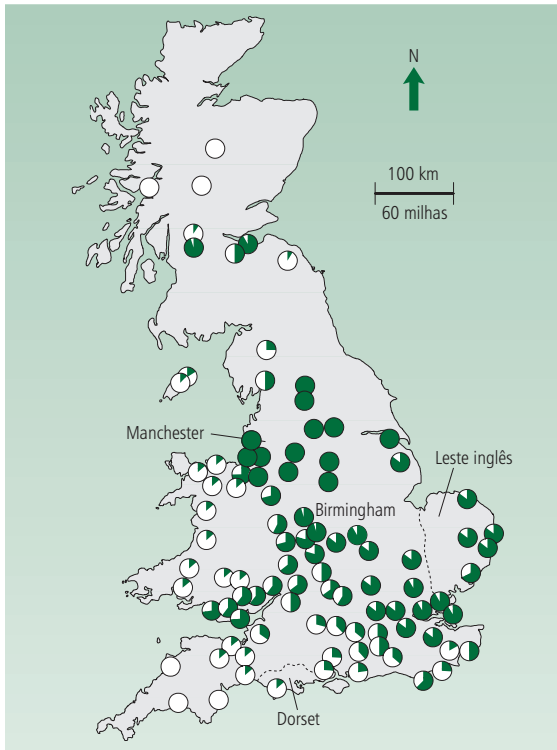 N
100 km
60 milhas
Manchester
Leste inglês
Birmingham
Dorset